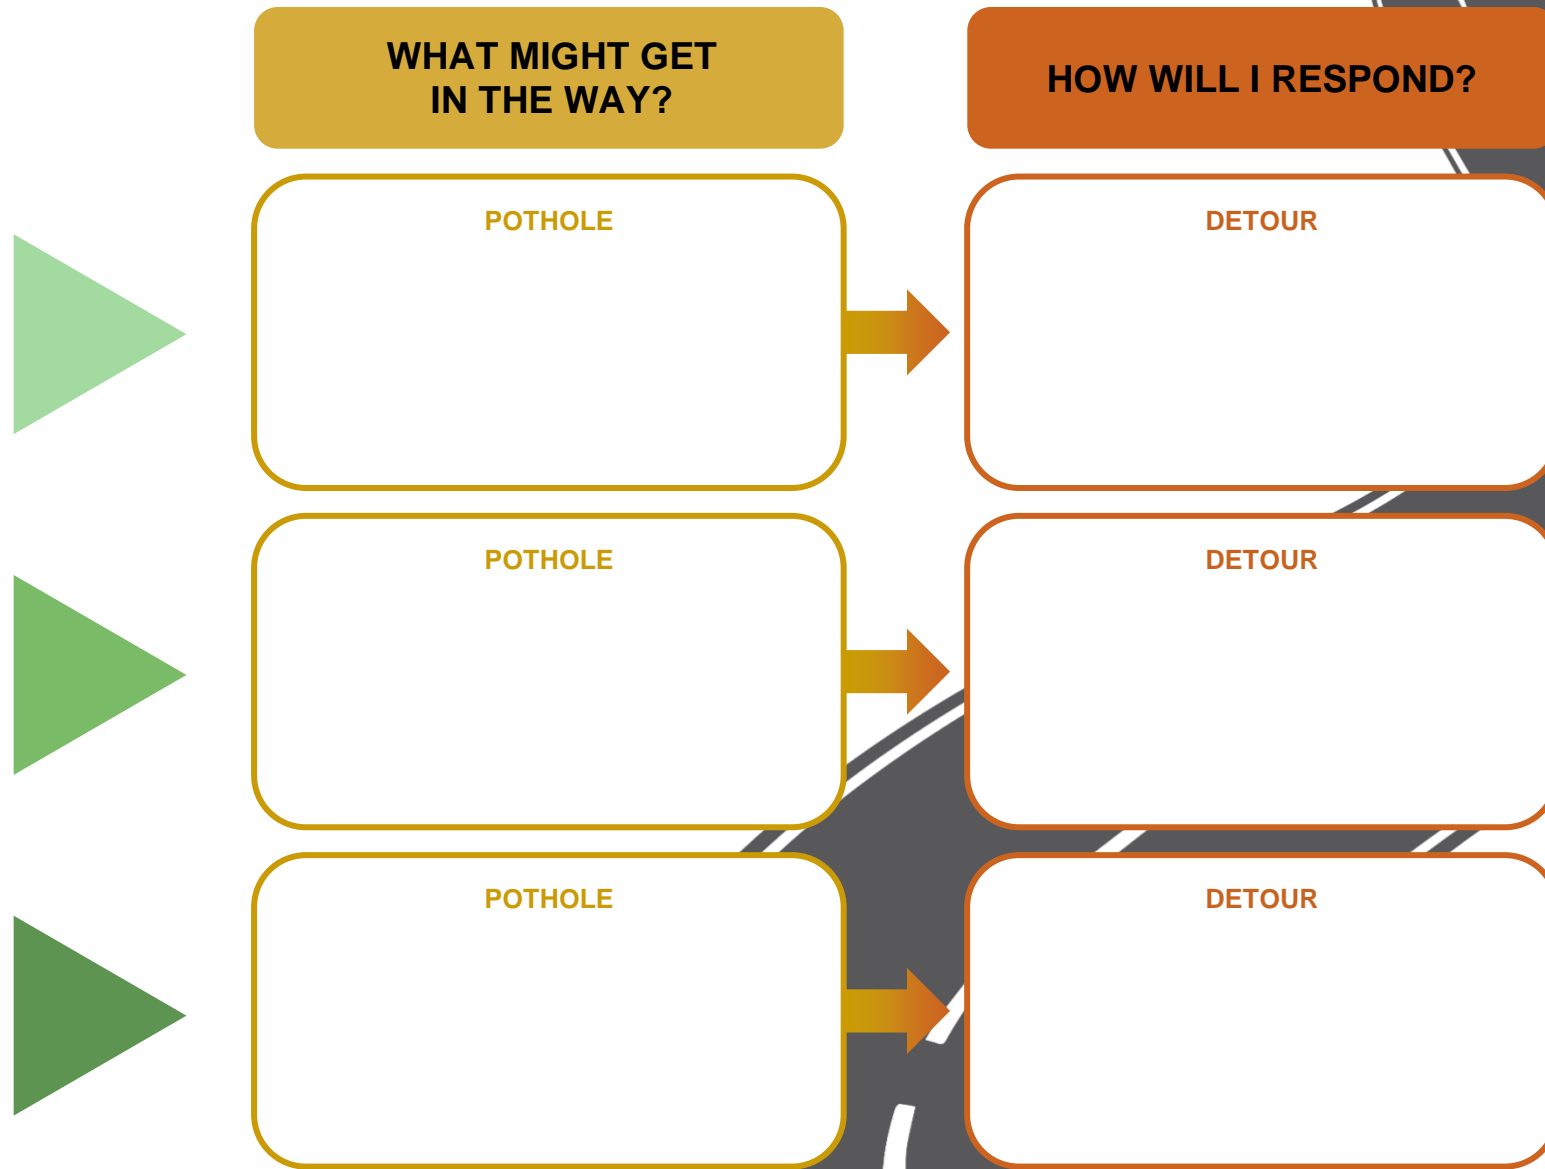 WHAT MIGHT GET
IN THE WAY?
HOW WILL I RESPOND?
POTHOLE
DETOUR
POTHOLE
DETOUR
POTHOLE
DETOUR